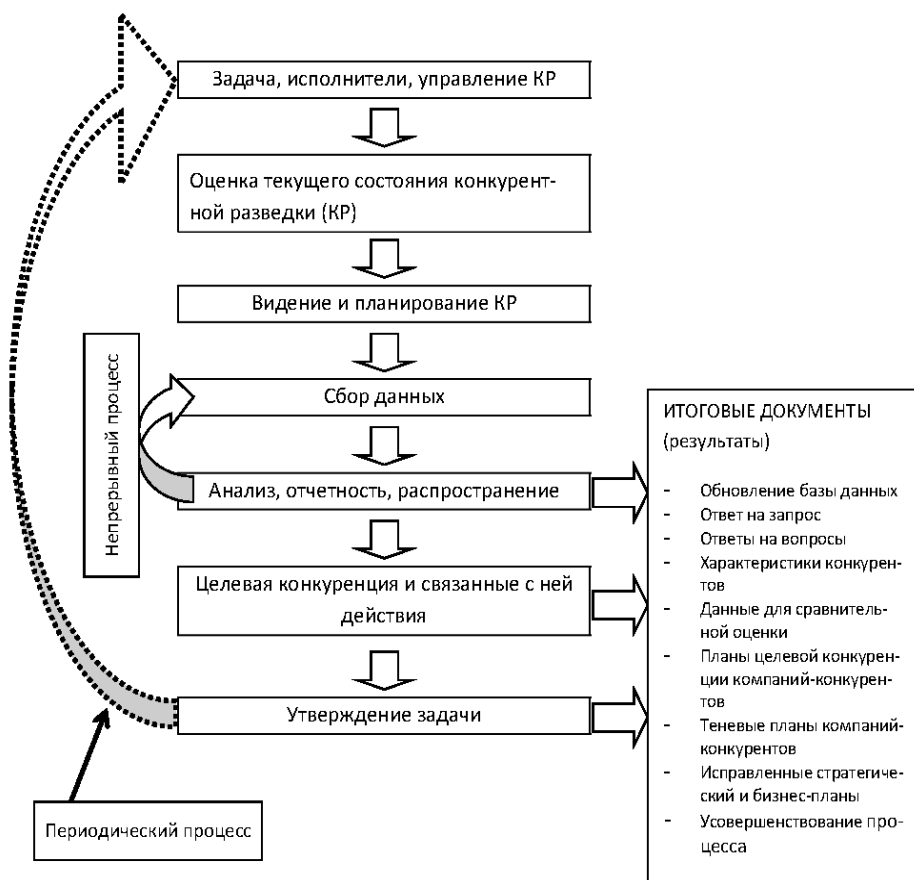 Задача, исполнители, управление КР
Оценка текущего состояния конкурент-
ной разведки (КР)
Видение и планирование КР
Непрерывный процесс
Сбор данных
Анализ, отчетность, распространение
Целевая конкуренция и связанные с ней
действия
Утверждение задачи
Периодический процесс
ИТОГОВЫЕ ДОКУМЕНТЫ
(результаты)
- Обновление базы данных
- Ответ на запрос
- Ответы на вопросы
- Характеристики конкурен-
тов
- Данные для сравнитель-
ной оценки
- Планы целевой конкурен-
ции компаний-конкурен-
тов
- Теневые планы компаний-
конкурентов
- Исправленные стратегиче-
ский и бизнес-планы
- Усовершенствование про-
цесса